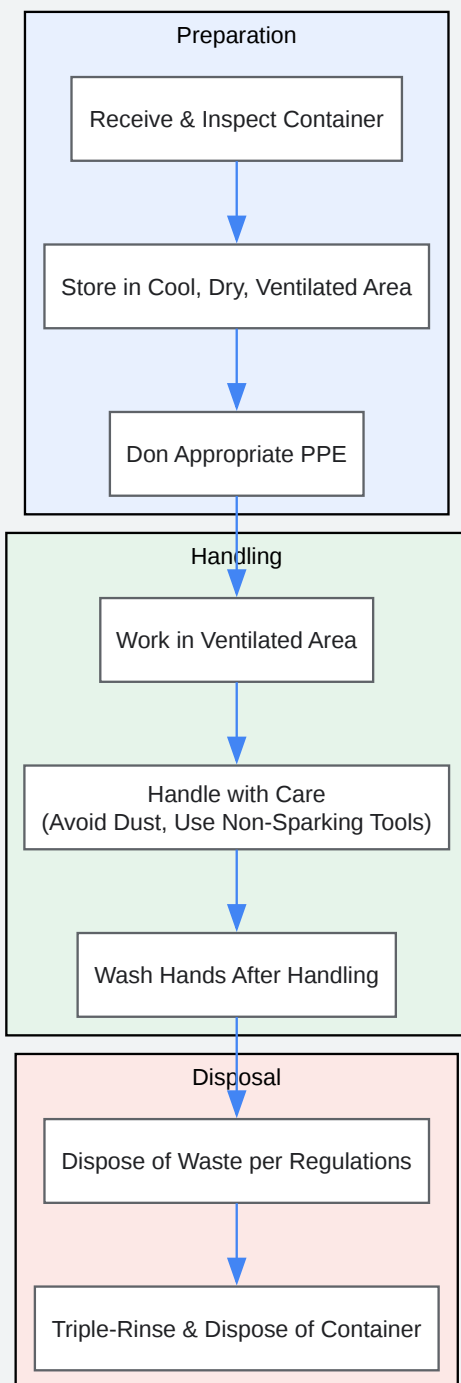 Preparation
Receive & Inspect Container
Store in Cool, Dry, Ventilated Area
Don Appropriate PPE
Handling
Work in Ventilated Area
Handle with Care
(Avoid Dust, Use Non-Sparking Tools)
Wash Hands After Handling
Disposal
Dispose of Waste per Regulations
Triple-Rinse & Dispose of Container